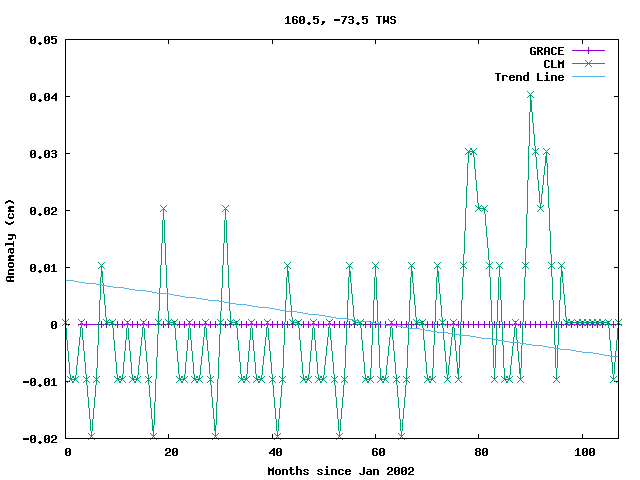 160.5, -73.5 TWS
GRACE
CLM
Trend Line
Anomaly (cm)
0.05
0.04
0.03
0.02
0.01
0
-0.01
-0.02
0 20 40 60 80 100
Months since Jan 2002